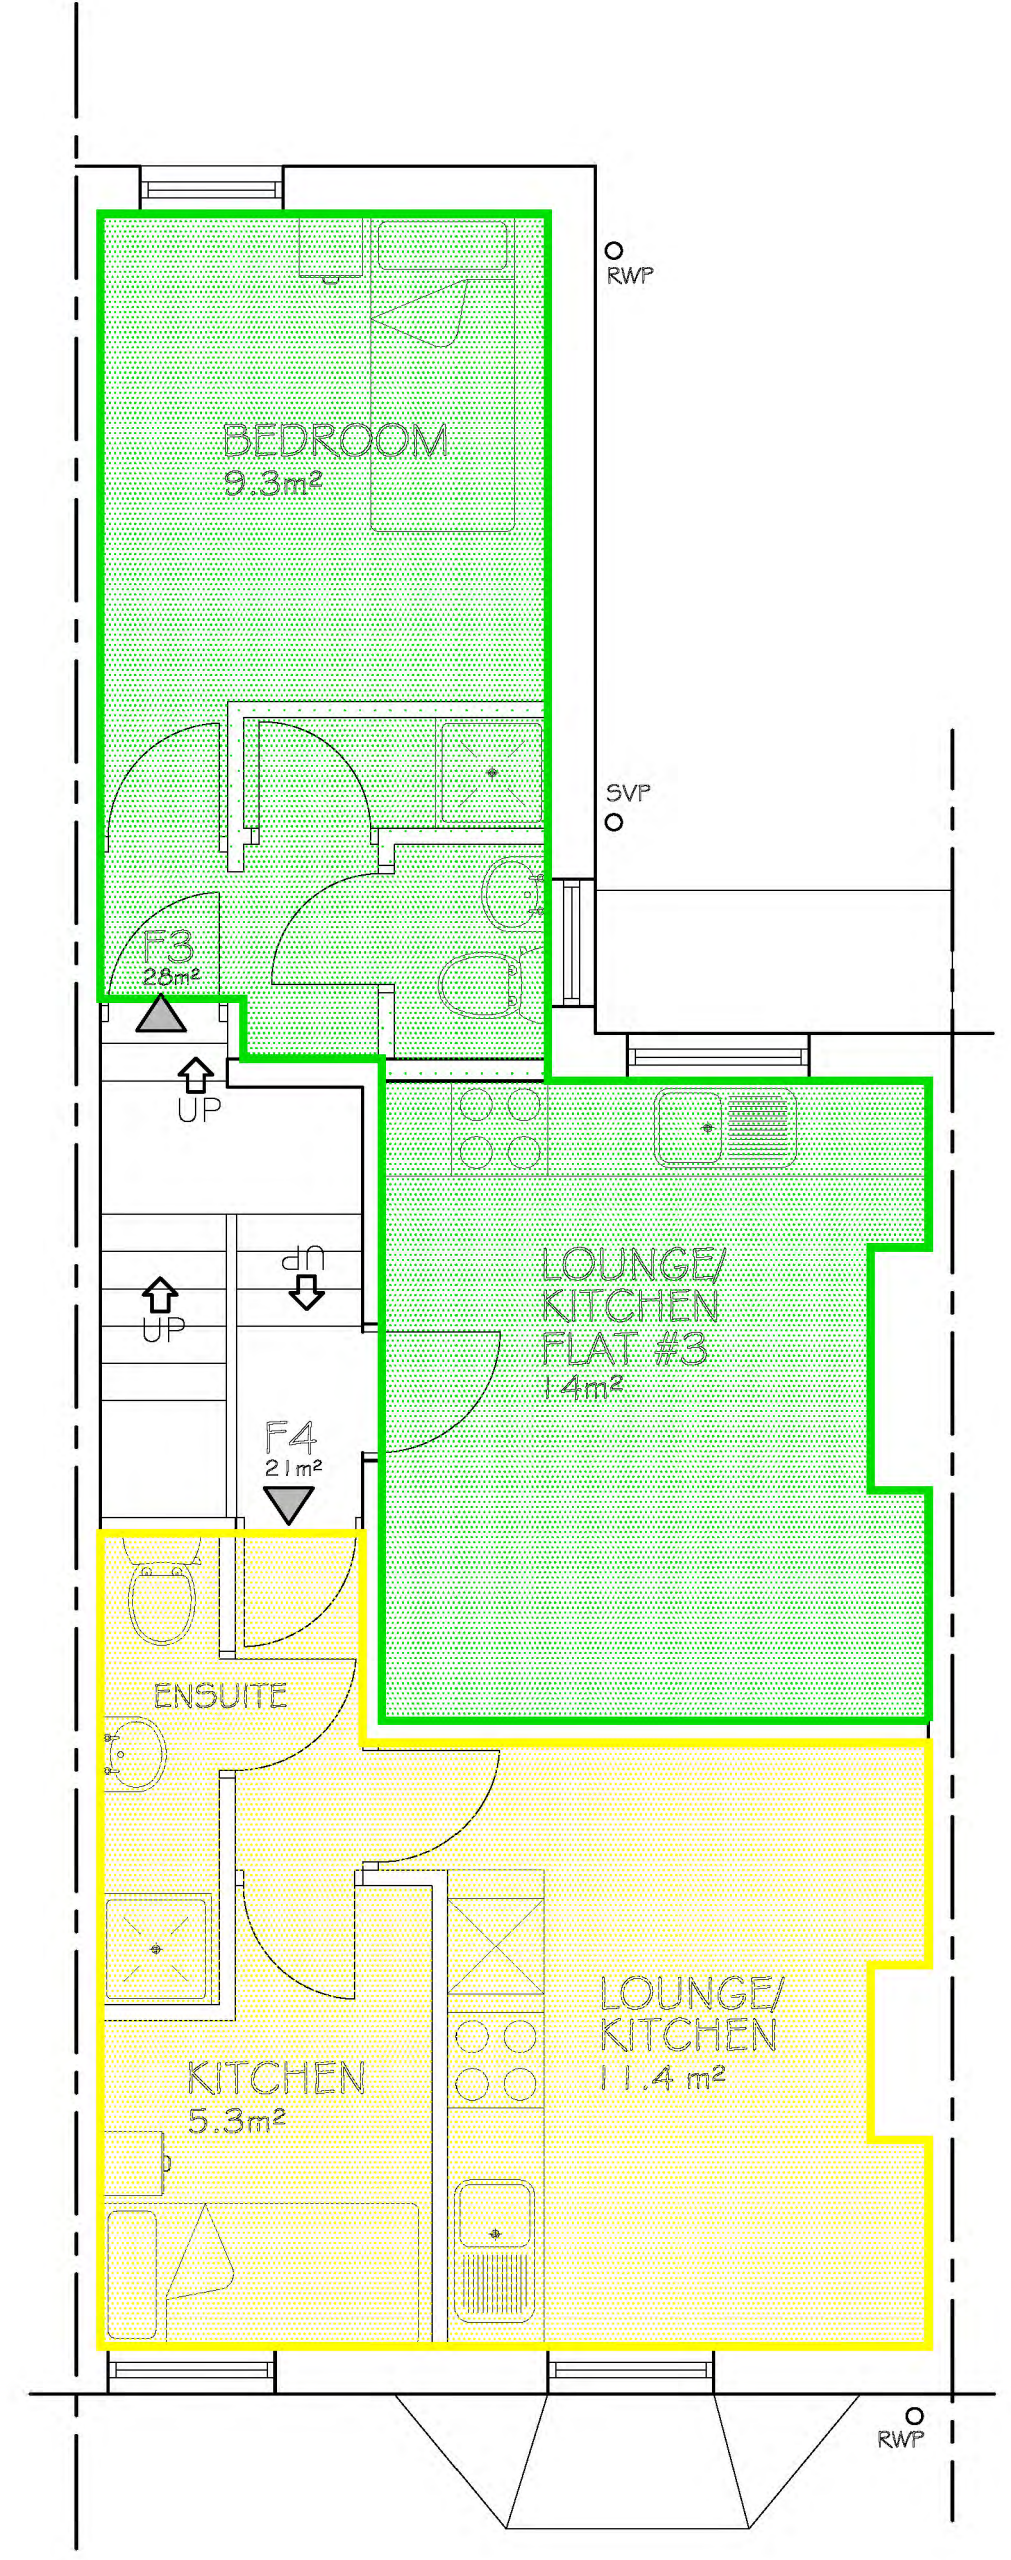 RWP
BEDROOM
9.3m²
SVP
F3
28m²
UP
UP
UP
LOUNGE/
KITCHEN
FLAT #3
14m²
F4
21m²
ENSUITE
LOUNGE/
KITCHEN
11.4 m²
KITCHEN
5.3m²
RWP